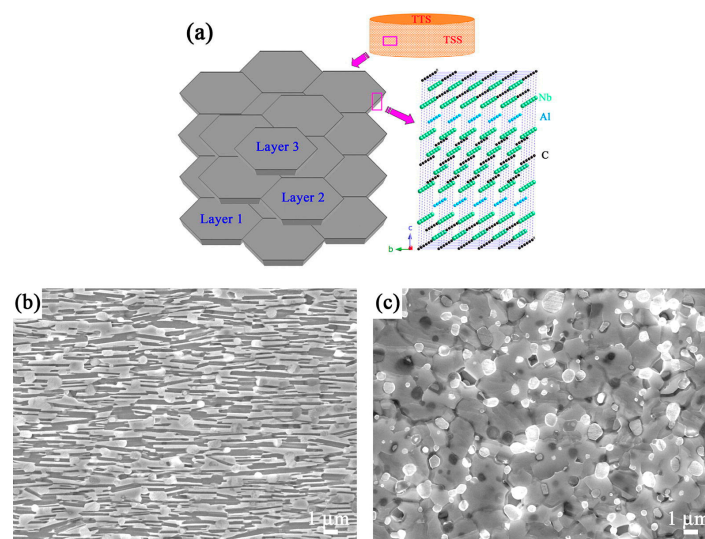 (a)
TTS
TSS
Layer 3
Layer 2
Layer 1
Nb
Al
C
c
b
(b)
1 μm
(c)
1 μm